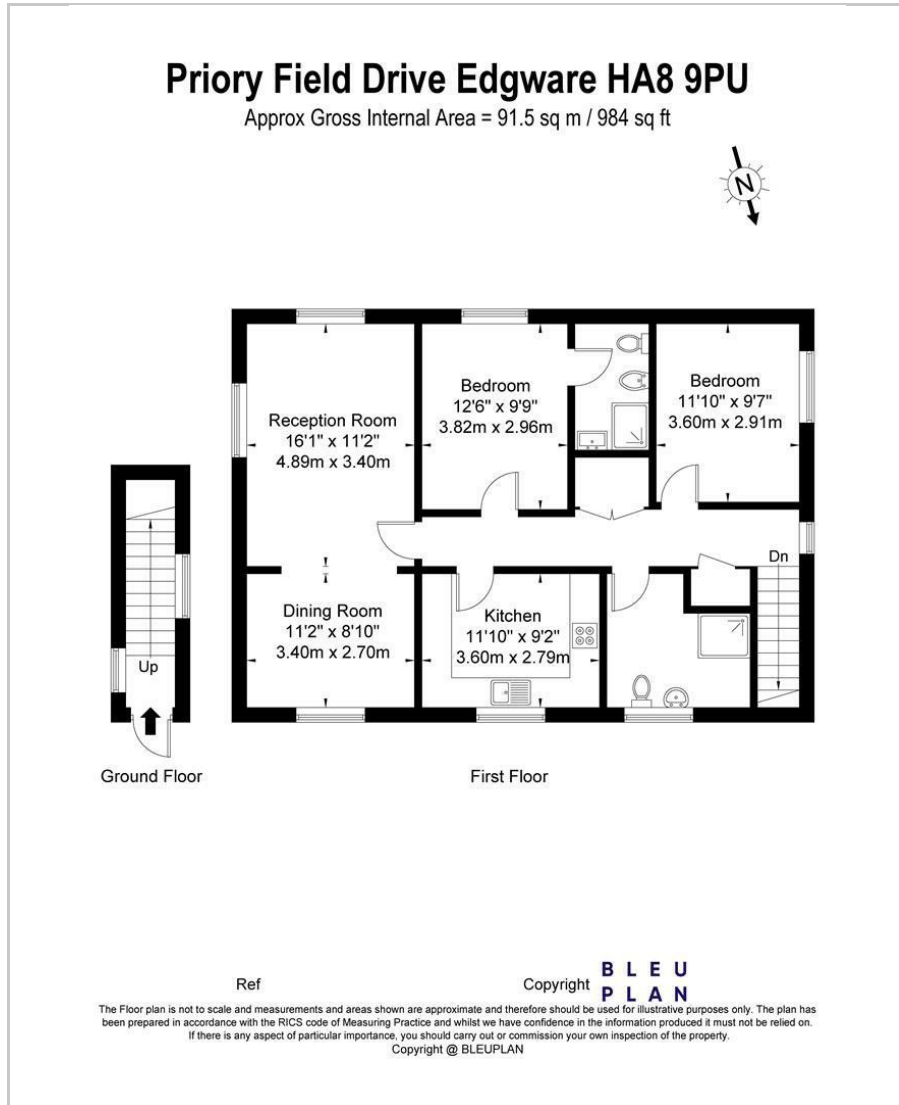 Priory Field Drive Edgware HA8 9PU
Approx Gross Internal Area = 91.5 sq m / 984 sq ft
N
Reception Room
16'1" x 11'2"
4.89m x 3.40m
Bedroom
12'6" x 9'9"
3.82m x 2.96m
Bedroom
11'10" x 9'7"
3.60m x 2.91m
Dn
Dining Room
11'2" x 8'10"
3.40m x 2.70m
Kitchen
11'10" x 9'2"
3.60m x 2.79m
Up
Ground Floor
First Floor
Ref
Copyright
BLEU
PLAN
The Floor plan is not to scale and measurements and areas shown are approximate and therefore should be used for illustrative purposes only. The plan has
been prepared in accordance with the RICS code of Measuring Practice and whilst we have confidence in the information produced it must not be relied on.
If there is any aspect of particular importance, you should carry out or commission your own inspection of the property.
Copyright @ BLEUPLAN